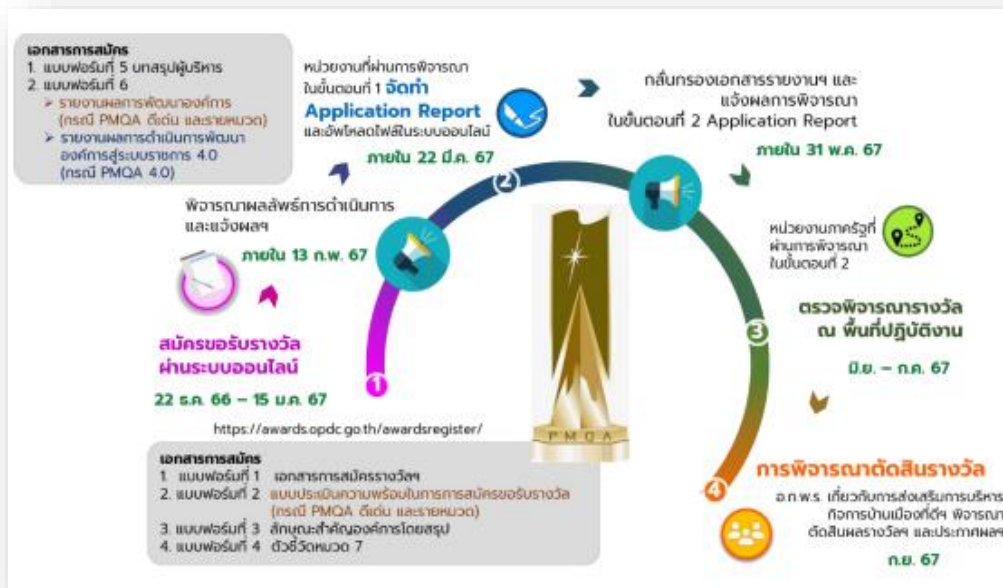 เอกสารการสมัคร
1. แบบฟอร์มที่ 5 บทสรุปผู้บริหาร
2. แบบฟอร์มที่ 6
รายงานผลการพัฒนาองค์การ
(กรณี PMQA ดีเด่น และรายหมวด)
รายงานผลการดำเนินการพัฒนา
องค์การสู่ระบบราชการ 4.0
(กรณี PMQA 4.0)
หน่วยงานที่ผ่านการพิจารณา
ในขั้นตอนที่ 1 จัดทำ
Application Report
และอัพโหลดไฟล์ในระบบออนไลน์
ภายใน 22 มี.ค. 67
กลั่นกรองเอกสารรายงานฯ และ
แจ้งผลการพิจารณา
ในขั้นตอนที่ 2 Application Report
ภายใน 31 พ.ค. 67
2
พิจารณาผลลัพธ์การดำเนินการ
และแจ้งผลฯ
ภายใน 13 ก.พ. 67
หน่วยงานภาครัฐที่
ผ่านการพิจารณา
ในขั้นตอนที่ 2
ตรวจพิจารณารางวัล
ณ พื้นที่ปฏิบัติงาน
3
มิ.ย. – ก.ค. 67
สมัครขอรับรางวัล
ผ่านระบบออนไลน์
1
22 ธ.ค. 66 – 15 ม.ค. 67
https://awards.opdc.go.th/awardsregister/
PMQA
เอกสารการสมัคร
1. แบบฟอร์มที่ 1 เอกสารการสมัครรางวัลฯ
2. แบบฟอร์มที่ 2 แบบประเมินความพร้อมในการการสมัครขอรับรางวัล
(กรณี PMQA ดีเด่น และรายหมวด)
3. แบบฟอร์มที่ 3 ลักษณะสำคัญองค์การโดยสรุป
4. แบบฟอร์มที่ 4 ตัวชี้วัดหมวด 7
4
การพิจารณาตัดสินรางวัล
อ.ก.พ.ร. เกี่ยวกับการส่งเสริมการบริหาร
กิจการบ้านเมืองที่ดีฯ พิจารณา
ตัดสินผลรางวัลฯ และประกาศผลฯ
ก.ย. 67